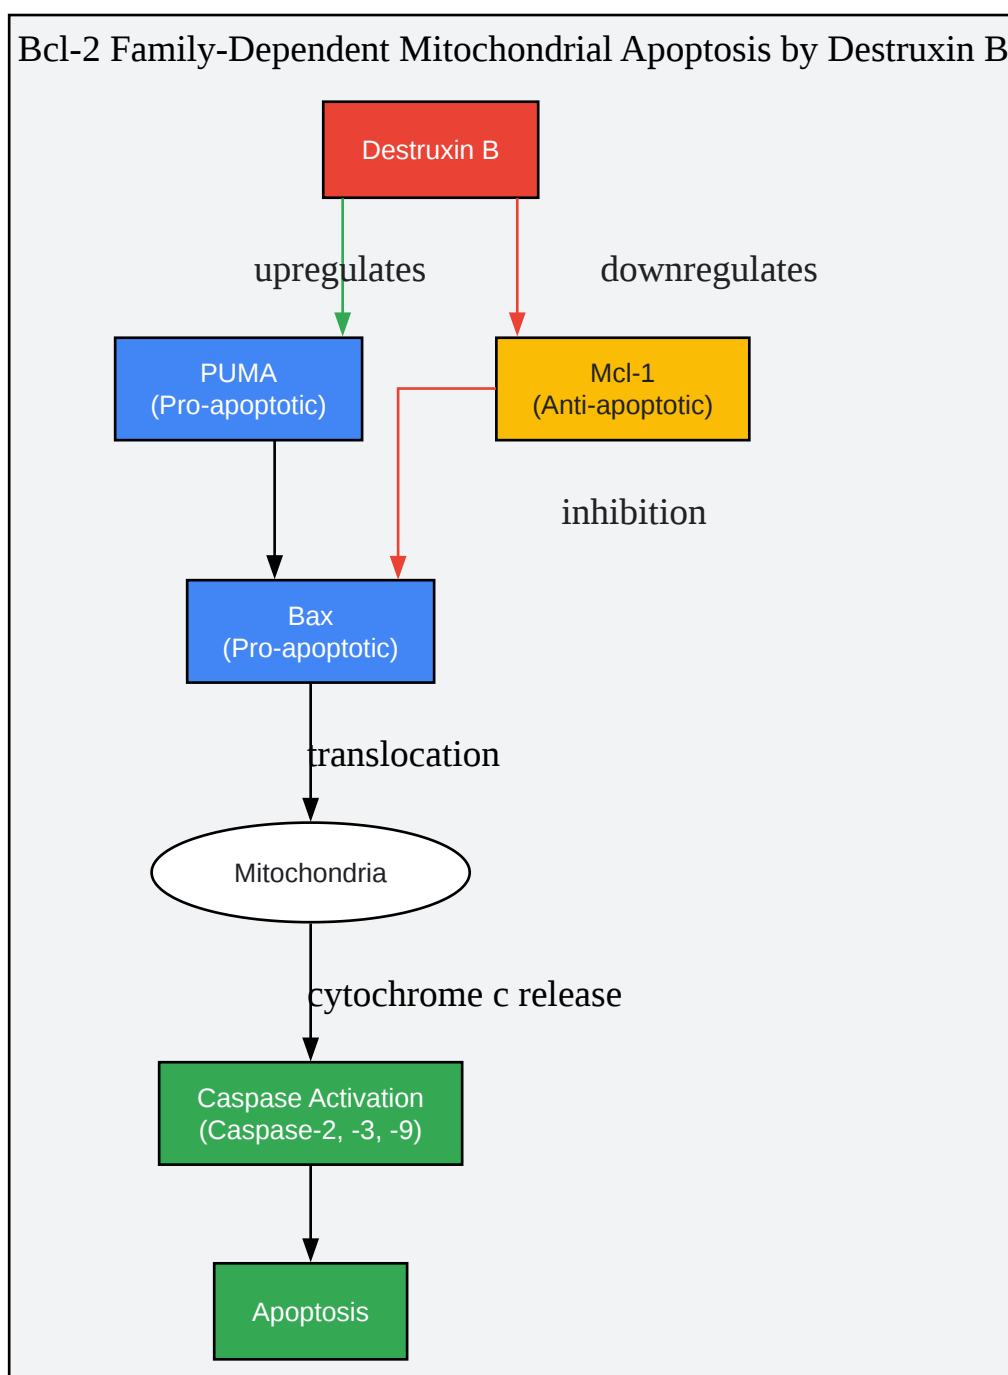 Bcl-2 Family-Dependent Mitochondrial Apoptosis by Destruxin B
Destruxin B
upregulates
downregulates
PUMA
(Pro-apoptotic)
Mcl-1
(Anti-apoptotic)
inhibition
Bax
(Pro-apoptotic)
translocation
Mitochondria
cytochrome c release
Caspase Activation
(Caspase-2, -3, -9)
Apoptosis